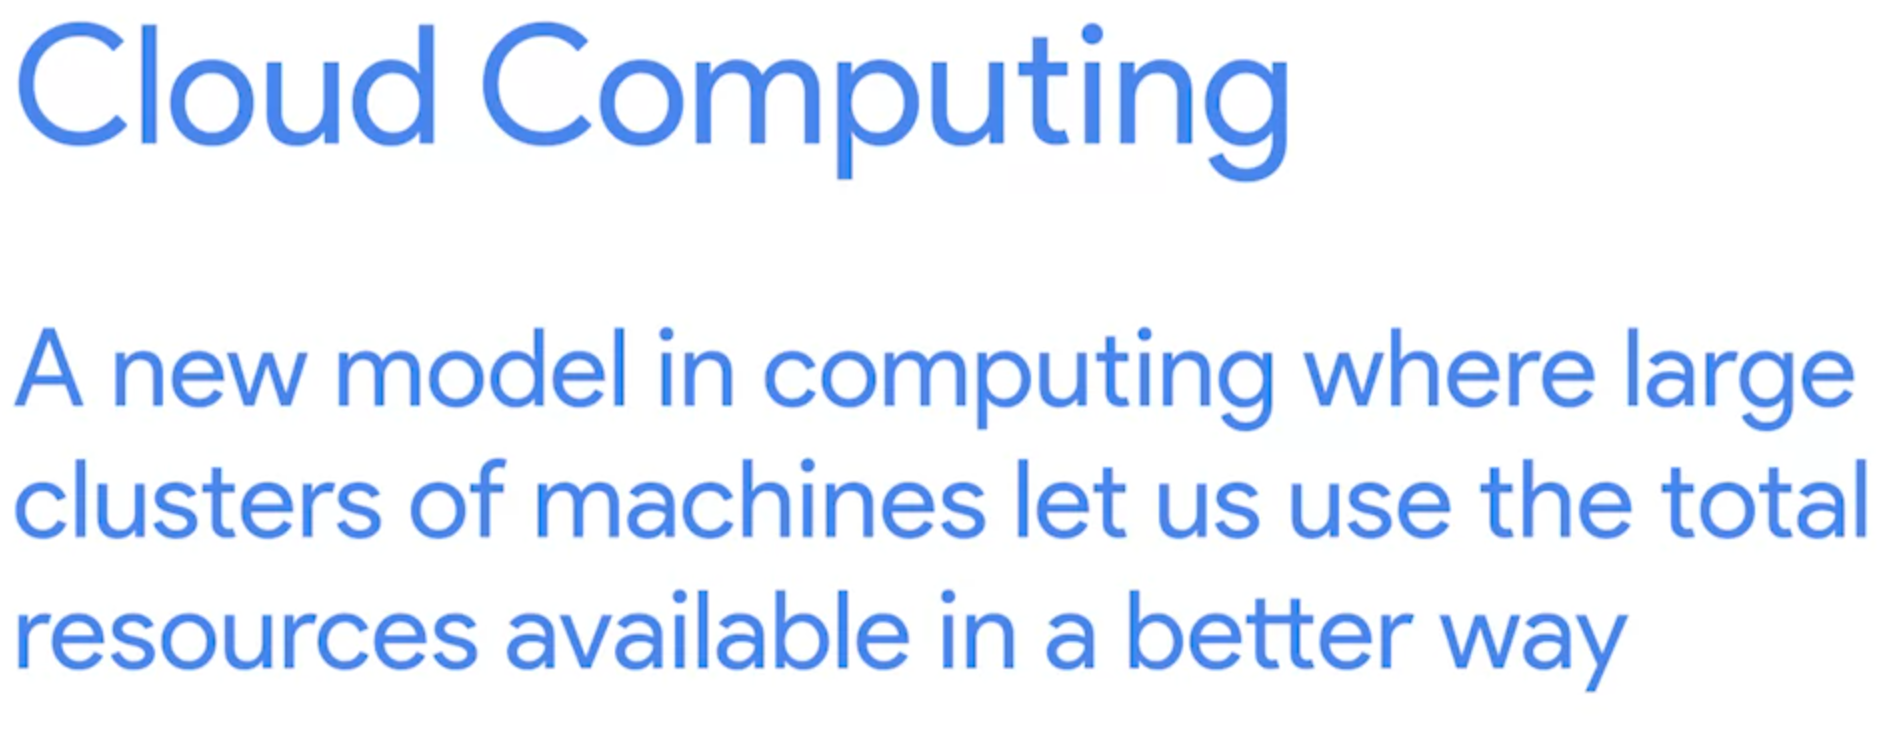 Cloud Computing
A new model in computing where large
clusters of machines let us use the total
resources available in a better way